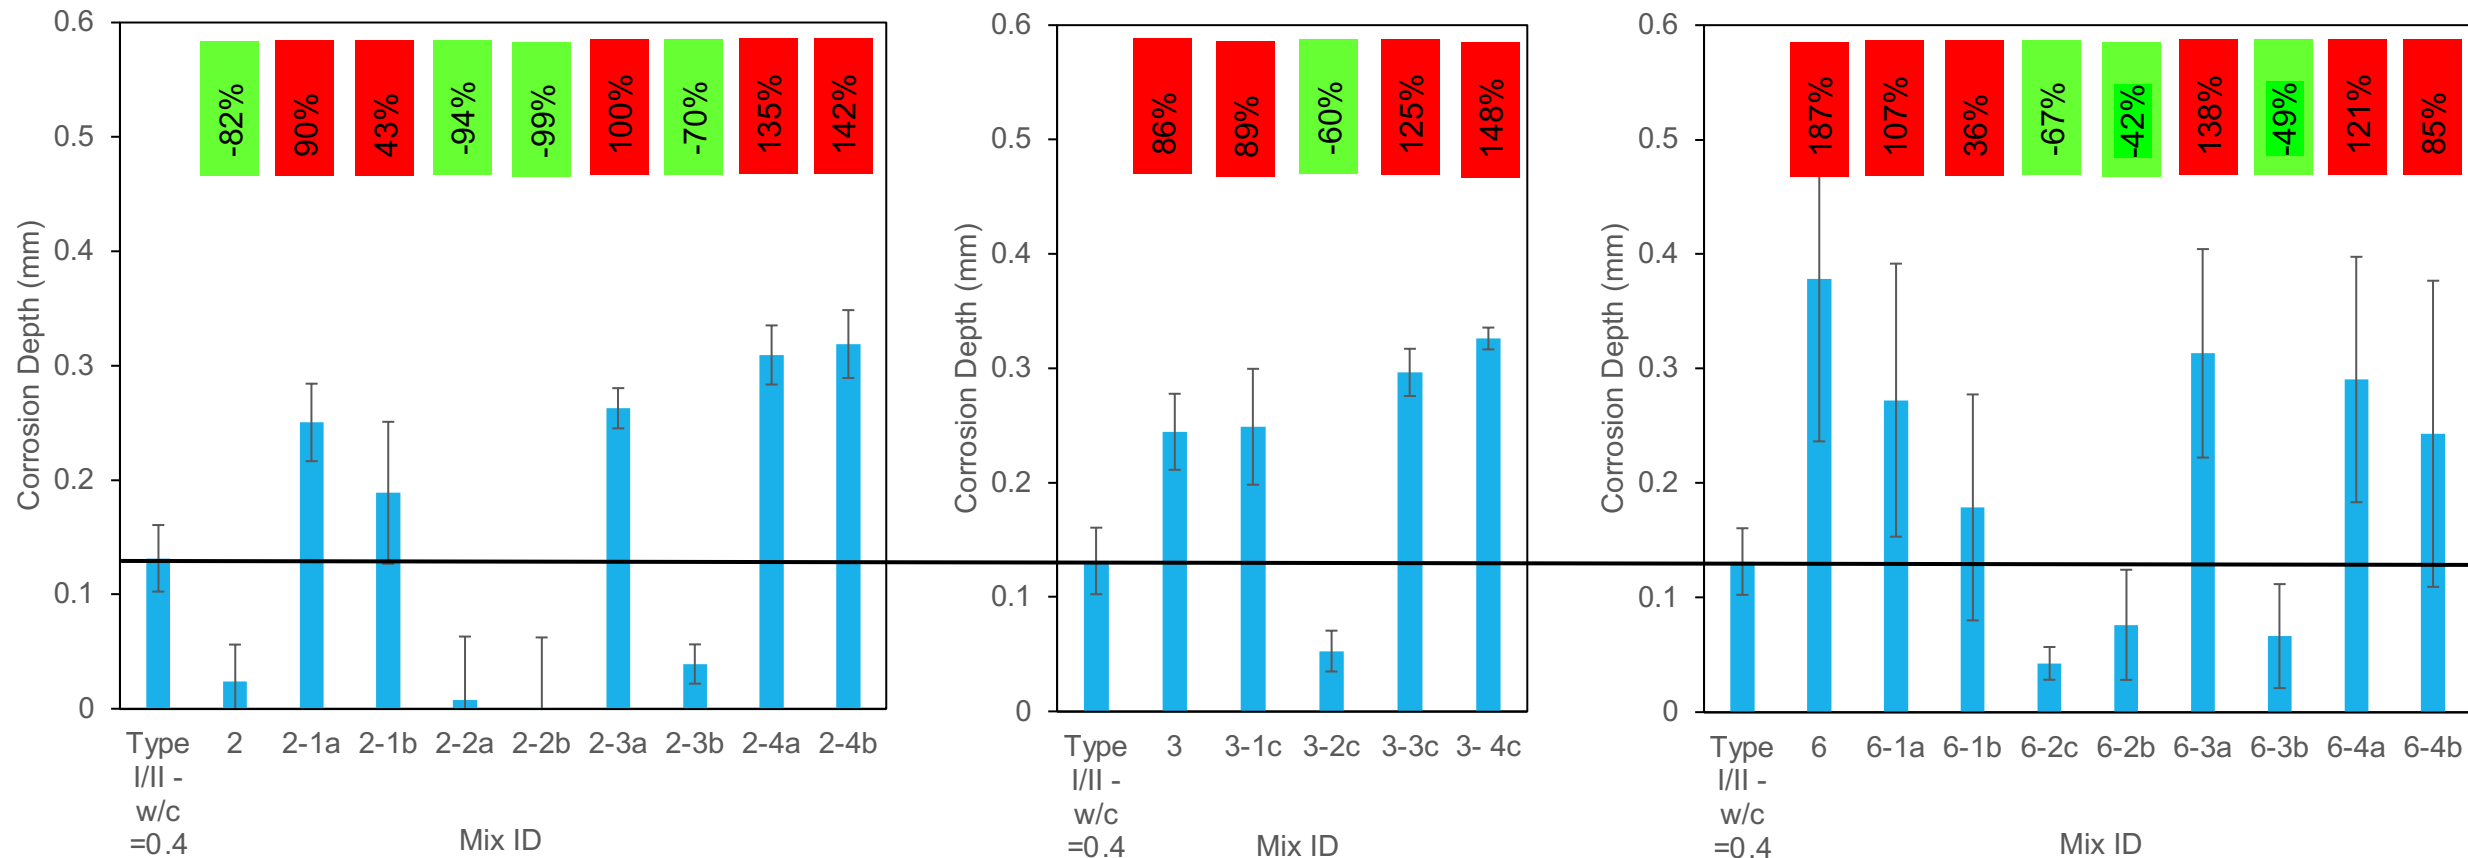 0.6
0.5
0.4
0.3
0.2
0.1
0
Corrosion Depth (mm)
-82%
90%
43%
-94%
-99%
100%
-70%
135%
142%
Type I/II - w/c =0.4
2
2-1a
2-1b
2-2a
2-2b
2-3a
2-3b
2-4a
2-4b
Mix ID
0.6
0.5
0.4
0.3
0.2
0.1
0
Corrosion Depth (mm)
86%
89%
-60%
125%
148%
Type I/II - w/c =0.4
3
3-1c
3-2c
3-3c
3- 4c
Mix ID
0.6
0.5
0.4
0.3
0.2
0.1
0
Corrosion Depth (mm)
187%
107%
36%
-67%
-42%
138%
-49%
121%
85%
Type I/II - w/c =0.4
6
6-1a
6-1b
6-2c
6-2b
6-3a
6-3b
6-4a
6-4b
Mix ID